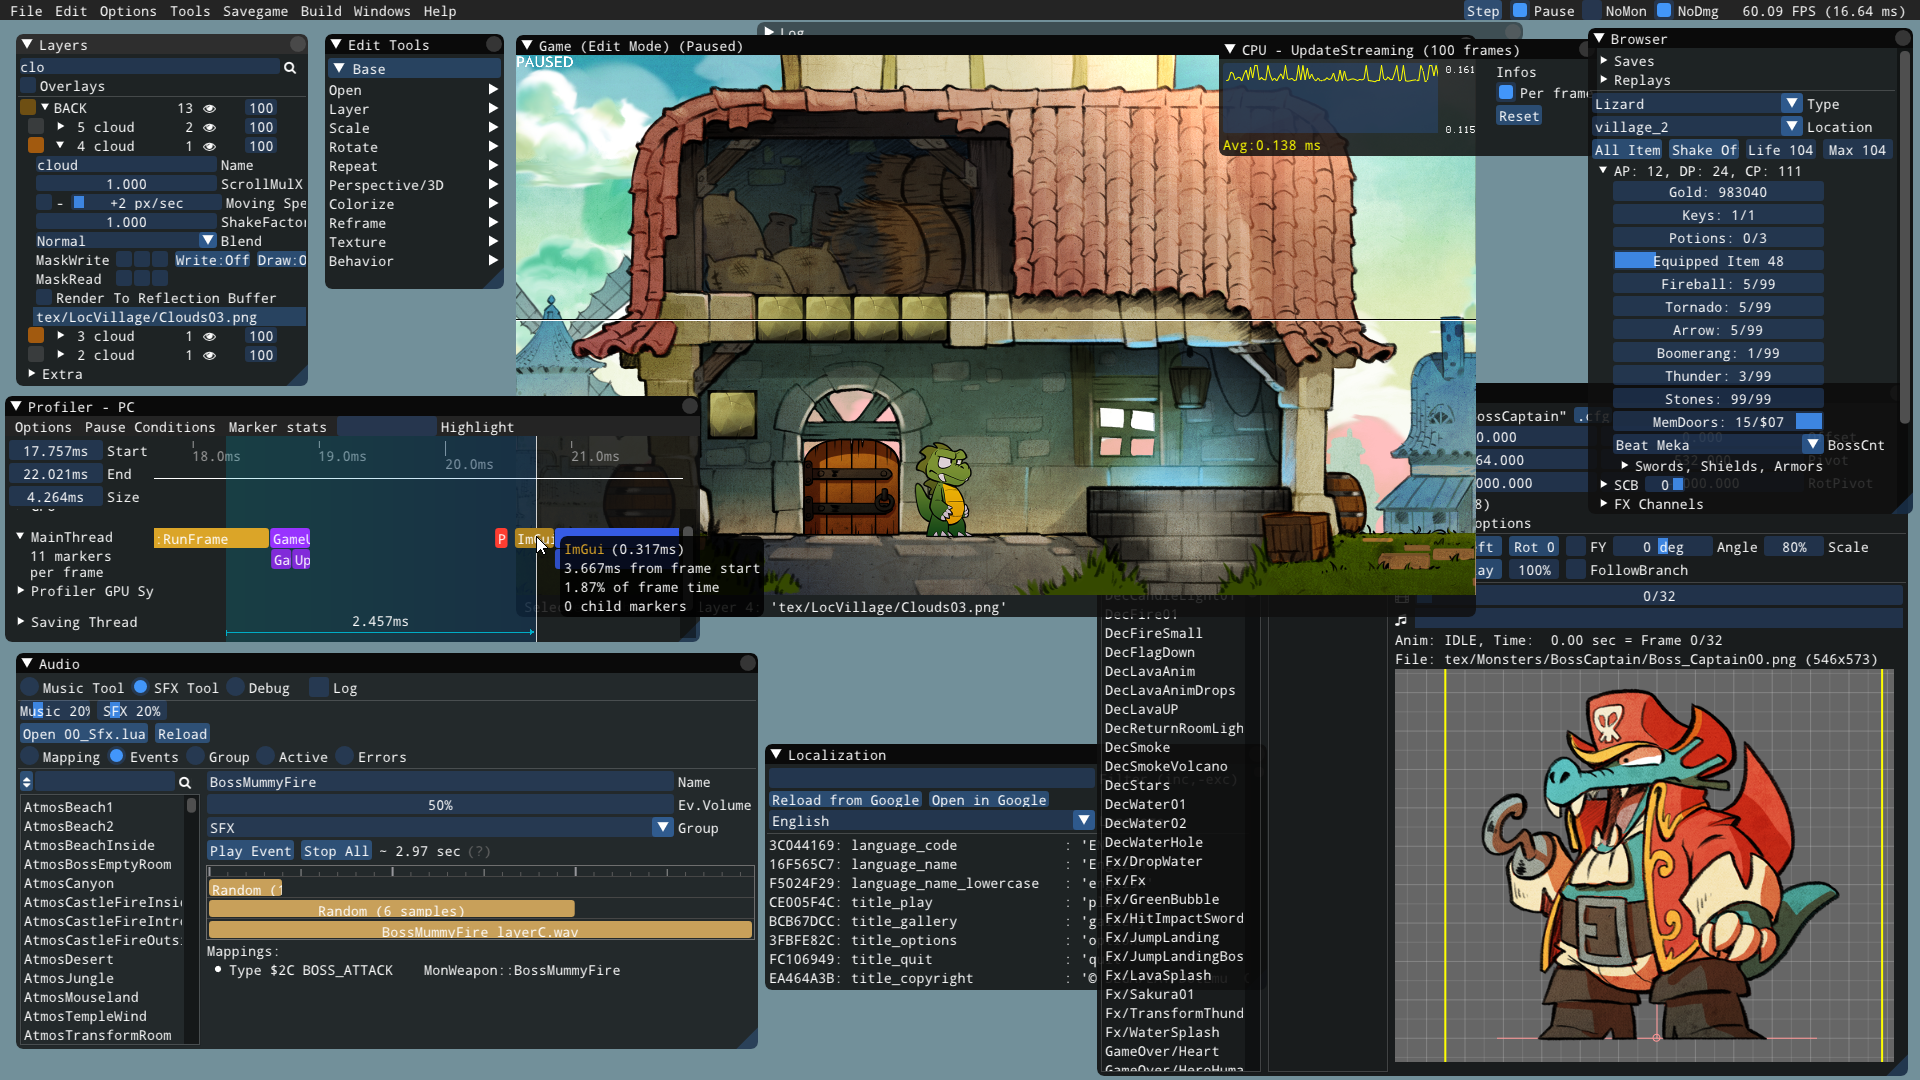 File Edit Options Tools Savegame Build Windows Help
Step Pause NoMon NoDmg 60.09 FPS (16.64 ms)
Layers
clo
Overlays
BACK 13 100
5 cloud 2 100
4 cloud 1 100
cloud Name
1.000 ScrollMulX
- +2 px/sec Moving Spe
1.000 ShakeFactor
Normal Blend
MaskWrite Write:Off Draw:O
MaskRead
Render To Reflection Buffer
tex/LocVillage/Clouds03.png
3 cloud 1 100
2 cloud 1 100
Extra
Edit Tools
Base
Open
Layer
Scale
Rotate
Repeat
Perspective/3D
Colorize
Reframe
Texture
Behavior
Log
Game (Edit Mode) (Paused)
PAUSED
CPU - UpdateStreaming (100 frames)
0.161
0.115
Avg:0.138 ms
Infos
Per frame
Reset
Browser
Saves
Replays
Lizard Type
village_2 Location
All Item Shake Of Life 104 Max 104
AP: 12, DP: 24, CP: 111
Gold: 983040
Keys: 1/1
Potions: 0/3
Equipped Item 48
Fireball: 5/99
Tornado: 5/99
Arrow: 5/99
Boomerang: 1/99
Thunder: 3/99
Stones: 99/99
MemDoors: 15/$07
Beat Meka BossCnt
Swords, Shields, Armors
SCB 0
FX Channels
Profiler - PC
Options Pause Conditions Marker stats Highlight
17.757ms Start
22.021ms End
4.264ms Size
18.0ms 19.0ms 20.0ms 21.0ms
MainThread
11 markers
per frame
Profiler GPU Sy
Saving Thread
:RunFrame GameU P ImGui
Ga Up
2.457ms
ImGui (0.317ms)
3.667ms from frame start
1.87% of frame time
0 child markers
layer 4: 'tex/LocVillage/Clouds03.png'
Audio
Music Tool SFX Tool Debug Log
Music 20% SFX 20%
Open 00_Sfx.lua Reload
Mapping Events Group Active Errors
AtmosBeach1
AtmosBeach2
AtmosBeachInside
AtmosBossEmptyRoom
AtmosCanyon
AtmosCastleFireInsi
AtmosCastleFireIntr
AtmosCastleFireOuts
AtmosDesert
AtmosJungle
AtmosMouseland
AtmosTempleWind
AtmosTransformRoom
BossMummyFire Name
50% Ev.Volume
SFX Group
Play Event Stop All ~ 2.97 sec (?)
Random (
Random (6 samples)
BossMummyFire layerC.wav
Mappings:
Type $2C BOSS_ATTACK MonWeapon::BossMummyFire
Localization
Reload from Google Open in Google
English
3C044169: language_code : 'E
16F565C7: language_name : 'E
F5024F29: language_name_lowercase : 'e
CE005F4C: title_play : 'p
BCB67DCC: title_gallery : 'g
3FBFE82C: title_options : 'o
FC106949: title_quit : 'q
EA464A3B: title_copyright : '©
DecCandleLight01
DecFire01
DecFireSmall
DecFlagDown
DecLavaAnim
DecLavaAnimDrops
DecLavaUP
DecReturnRoomLigh
DecSmoke
DecSmokeVolcano
DecStars
DecWater01
DecWater02
DecWaterHole
Fx/DropWater
Fx/Fx
Fx/GreenBubble
Fx/HitImpactSword
Fx/JumpLanding
Fx/JumpLandingBos
Fx/LavaSplash
Fx/Sakura01
Fx/TransformThund
Fx/WaterSplash
GameOver/Heart
GameOver/HeroHuma
ossCaptain" .cfg
0.000 Offset
64.000 Pivot
000.000 RotPivot
8)
options
ft Rot 0 FY 0 deg Angle 80% Scale
ay 100% FollowBranch
0/32
Anim: IDLE, Time: 0.00 sec = Frame 0/32
File: tex/Monsters/BossCaptain/Boss_Captain00.png (546x573)